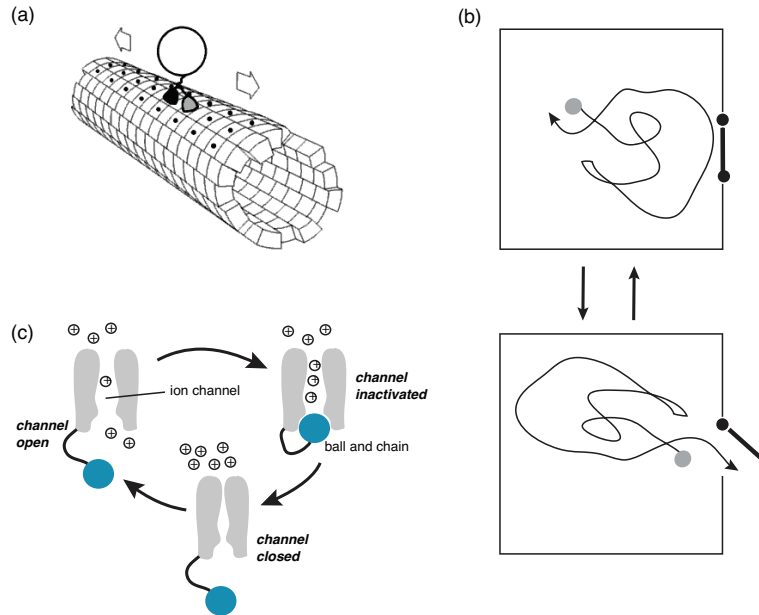 (a)
(b)
(c)
ion channel
channel
inactivated
channel
open
ball and chain
channel
closed